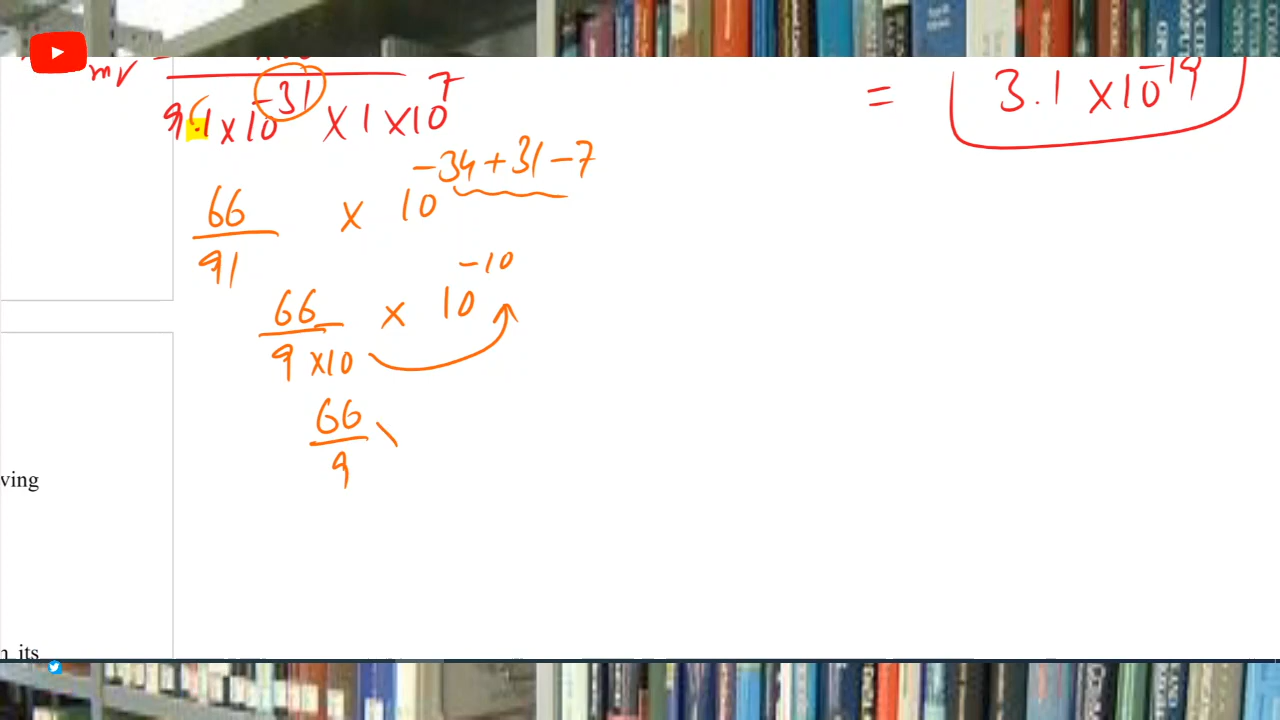 mv
9.1 x 10^-31 x 1 x 10^7
= 3.1 x 10^-19
66/91 x 10^-34+31-7
66/9 x10 x 10^-10
66/9
ving
its